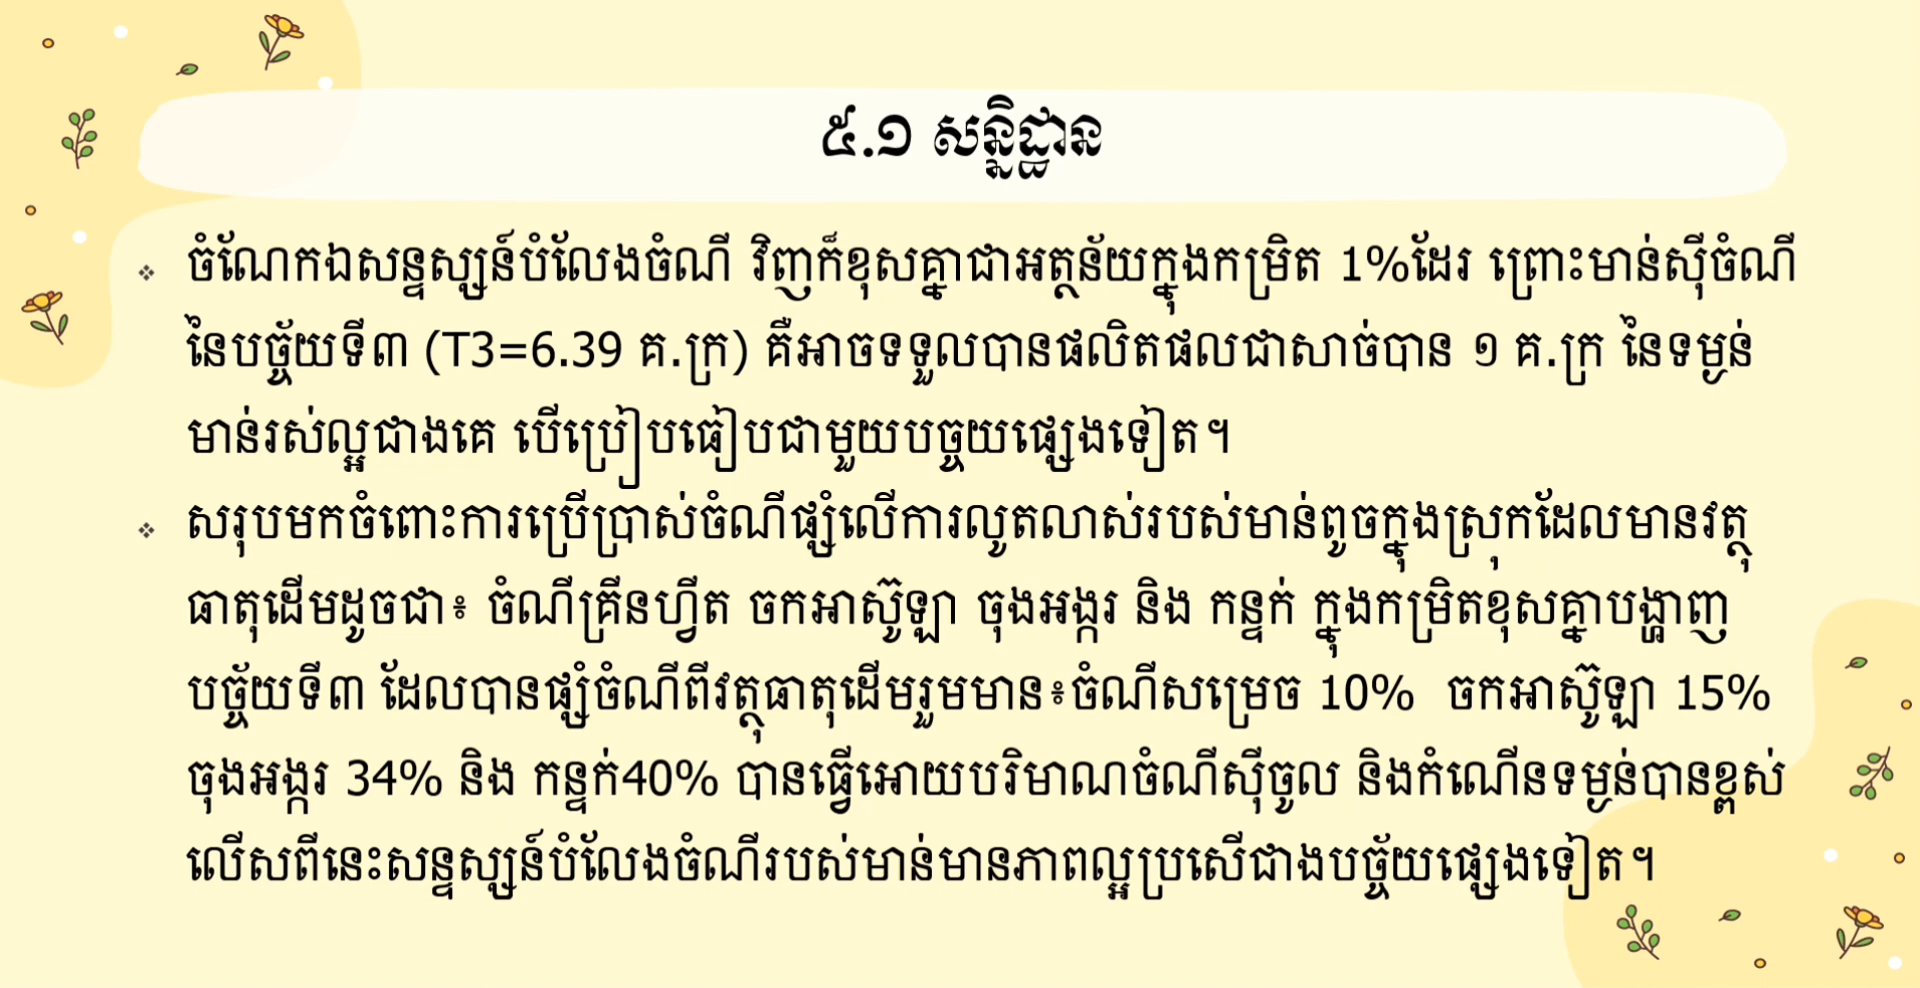 ៥.១ សន្និដ្ឋាន
❖ ចំណែកឯសន្ទស្សន៍បំលែងចំណី វិញក៏ខុសគ្នាជាអត្ថន័យក្នុងកម្រិត 1%ដែរ ព្រោះមាន់ស៊ីចំណី
នៃបច្ច័យទី៣ (T3=6.39 គ.ក្រ) គឺអាចទទួលបានផលិតផលជាសាច់បាន ១ គ.ក្រ នៃទម្ងន់
មាន់រស់ល្អជាងគេ បើប្រៀបធៀបជាមួយបច្ចយផ្សេងទៀត។
❖ សរុបមកចំពោះការប្រើប្រាស់ចំណីផ្សំលើការលូតលាស់របស់មាន់ពូចក្នុងស្រុកដែលមានវត្ថុ
ធាតុដើមដូចជា៖ ចំណីគ្រីនហ្វីត ចកអាស៊ូឡា ចុងអង្ករ និង កន្ទក់ ក្នុងកម្រិតខុសគ្នាបង្ហាញ
បច្ច័យទី៣ ដែលបានផ្សំចំណីពីវត្ថុធាតុដើមរួមមាន៖ចំណីសម្រេច 10% ចកអាស៊ូឡា 15%
ចុងអង្ករ 34% និង កន្ទក់40% បានធ្វើអោយបរិមាណចំណីស៊ីចូល និងកំណើនទម្ងន់បានខ្ពស់
លើសពីនេះសន្ទស្សន៍បំលែងចំណីរបស់មាន់មានភាពល្អប្រសើជាងបច្ច័យផ្សេងទៀត។